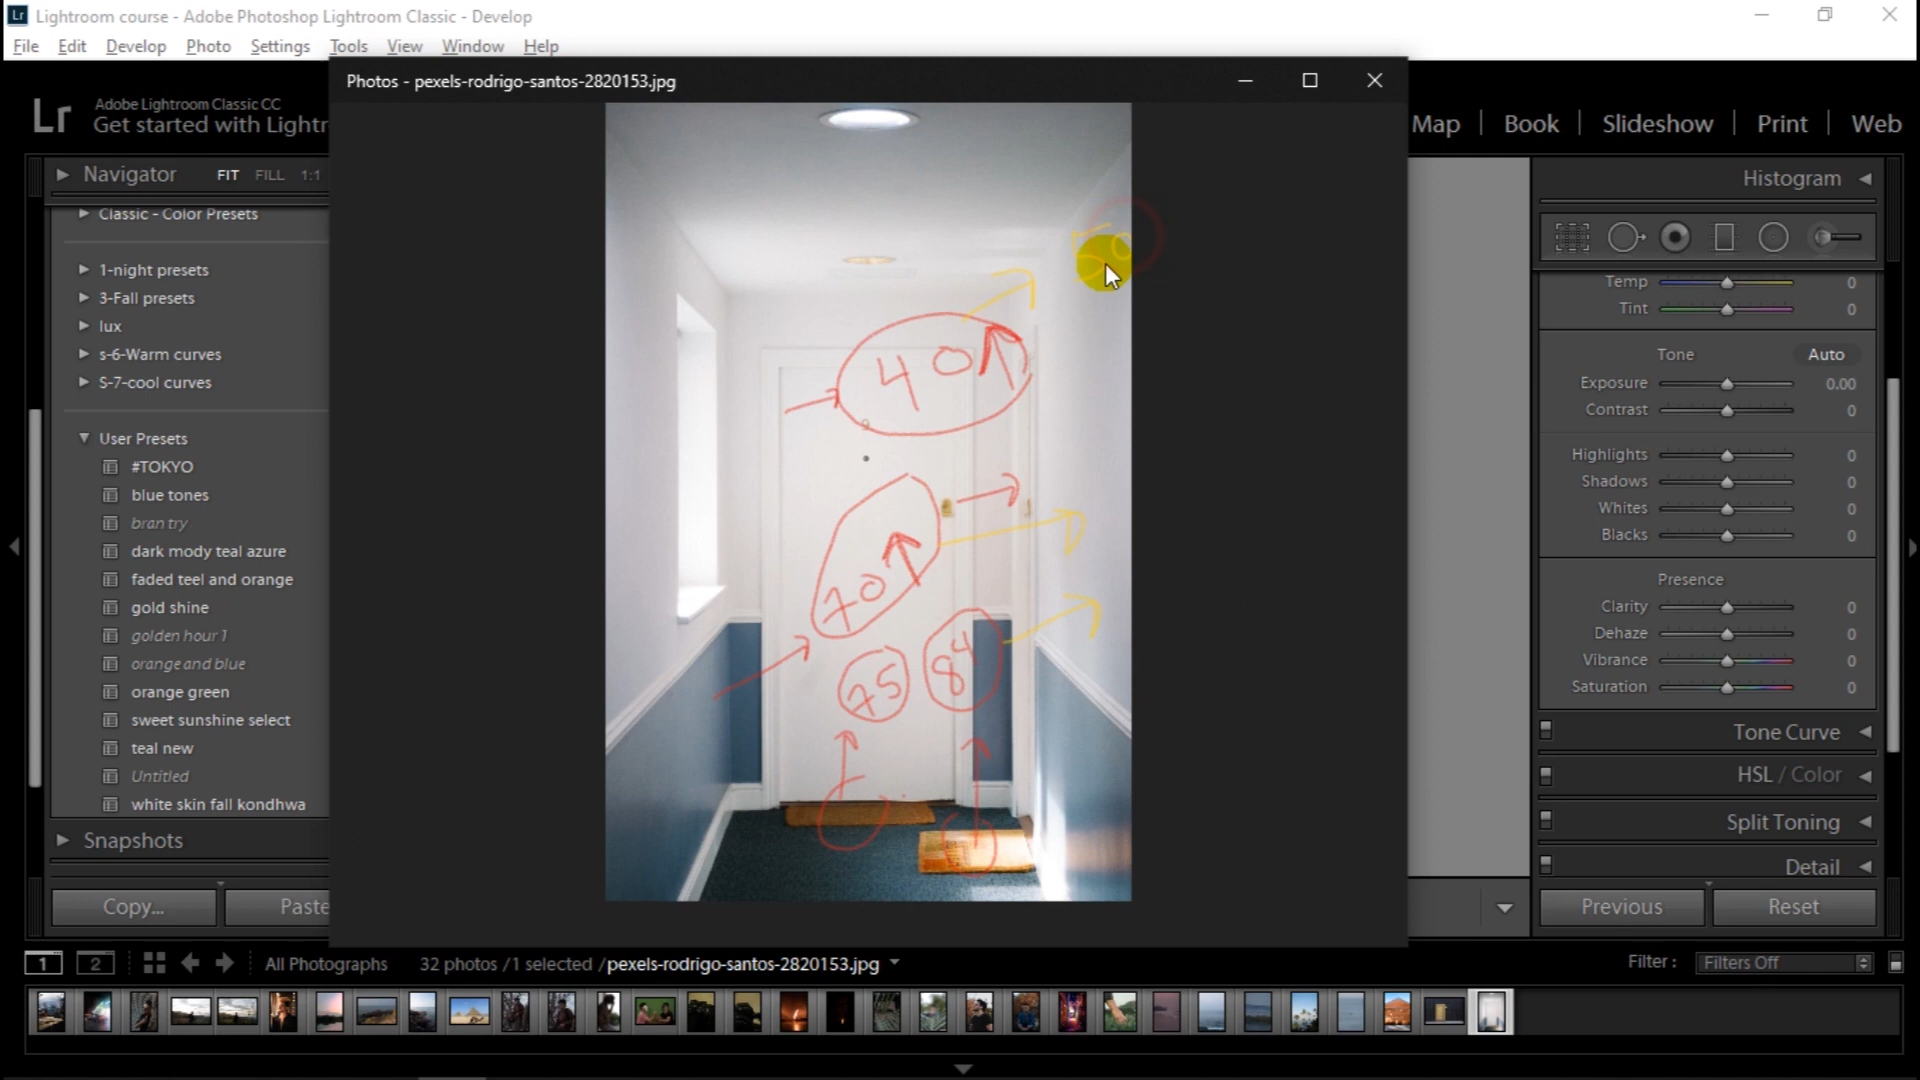 Lr Lightroom course - Adobe Photoshop Lightroom Classic - Develop
File Edit Develop Photo Settings Tools View Window Help
Photos - pexels-rodrigo-santos-2820153.jpg
Lr Adobe Lightroom Classic CC
Get started with Lightr
Map | Book | Slideshow | Print | Web
Navigator FIT FILL 1:1
Classic - Color Presets
1-night presets
3-Fall presets
lux
s-6-Warm curves
S-7-cool curves
User Presets
#TOKYO
blue tones
bran try
dark mody teal azure
faded teel and orange
gold shine
golden hour 1
orange and blue
orange green
sweet sunshine select
teal new
Untitled
white skin fall kondhwa
Snapshots
Copy... Paste
50
40
70
75 84
Histogram
Temp 0
Tint 0
Tone Auto
Exposure 0.00
Contrast 0
Highlights 0
Shadows 0
Whites 0
Blacks 0
Presence
Clarity 0
Dehaze 0
Vibrance 0
Saturation 0
Tone Curve
HSL / Color
Split Toning
Detail
Previous Reset
1 2 All Photographs 32 photos /1 selected /pexels-rodrigo-santos-2820153.jpg Filter : Filters Off